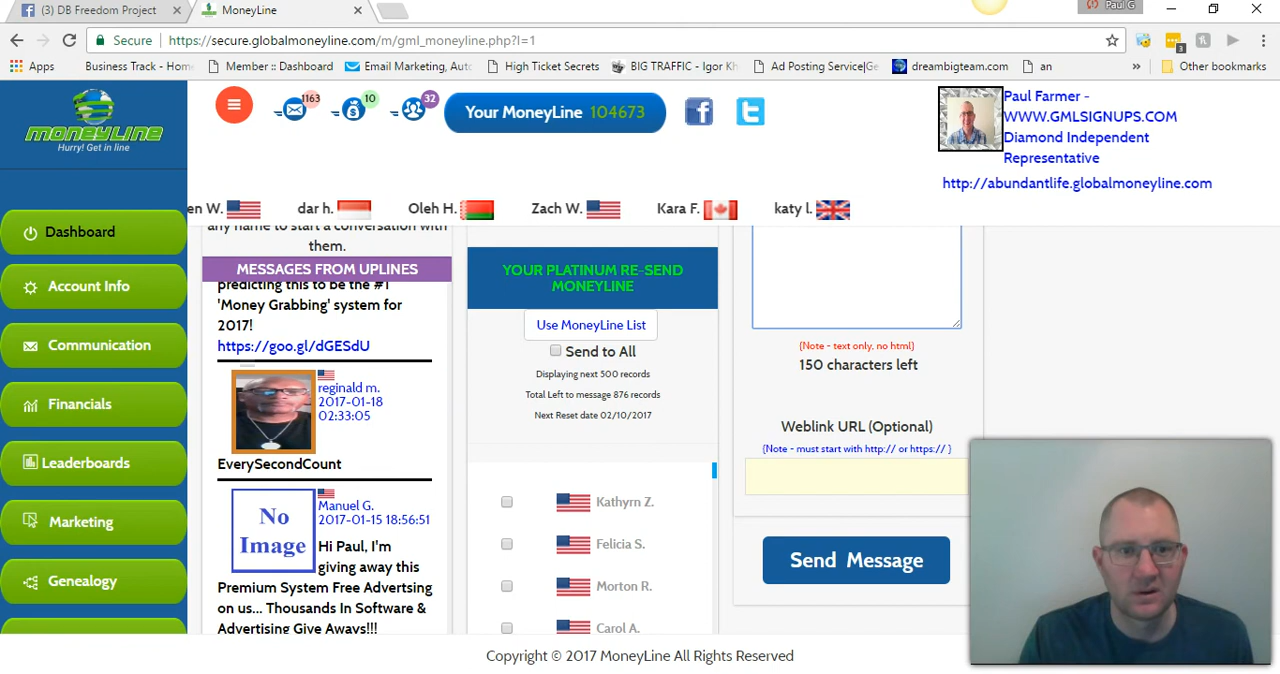 (3) DB Freedom Project
MoneyLine
Paul G
Secure
https://secure.globalmoneyline.com/m/gml_moneyline.php?l=1
3
Apps
Business Track - Hom
Member :: Dashboard
Email Marketing, Auto
High Ticket Secrets
BIG TRAFFIC - Igor Kh
Ad Posting Service|Ge
dreambigteam.com
an
»
Other bookmarks
moneyline
Hurry! Get in line
1163
10
32
Your MoneyLine 104673
Paul Farmer -
WWW.GMLSIGNUPS.COM
Diamond Independent
Representative
http://abundantlife.globalmoneyline.com
en W.
dar h.
Oleh H.
Zach W.
Kara F.
katy l.
Dashboard
Account Info
Communication
Financials
Leaderboards
Marketing
Genealogy
any name to start a conversation with
them.
MESSAGES FROM UPLINES
predicting this to be the #1
'Money Grabbing' system for
2017!
https://goo.gl/dGESdU
reginald m.
2017-01-18
02:33:05
EverySecondCount
No
Image
Manuel G.
2017-01-15 18:56:51
Hi Paul, I'm
giving away this
Premium System Free Advertsing
on us... Thousands In Software &
Advertising Give Aways!!!
YOUR PLATINUM RE-SEND
MONEYLINE
Use MoneyLine List
Send to All
Displaying next 500 records
Total Left to message 876 records
Next Reset date 02/10/2017
Kathyrn Z.
Felicia S.
Morton R.
Carol A.
{Note - text only, no html}
150 characters left
Weblink URL (Optional)
{Note - must start with http:// or https:// }
Send Message
Copyright © 2017 MoneyLine All Rights Reserved